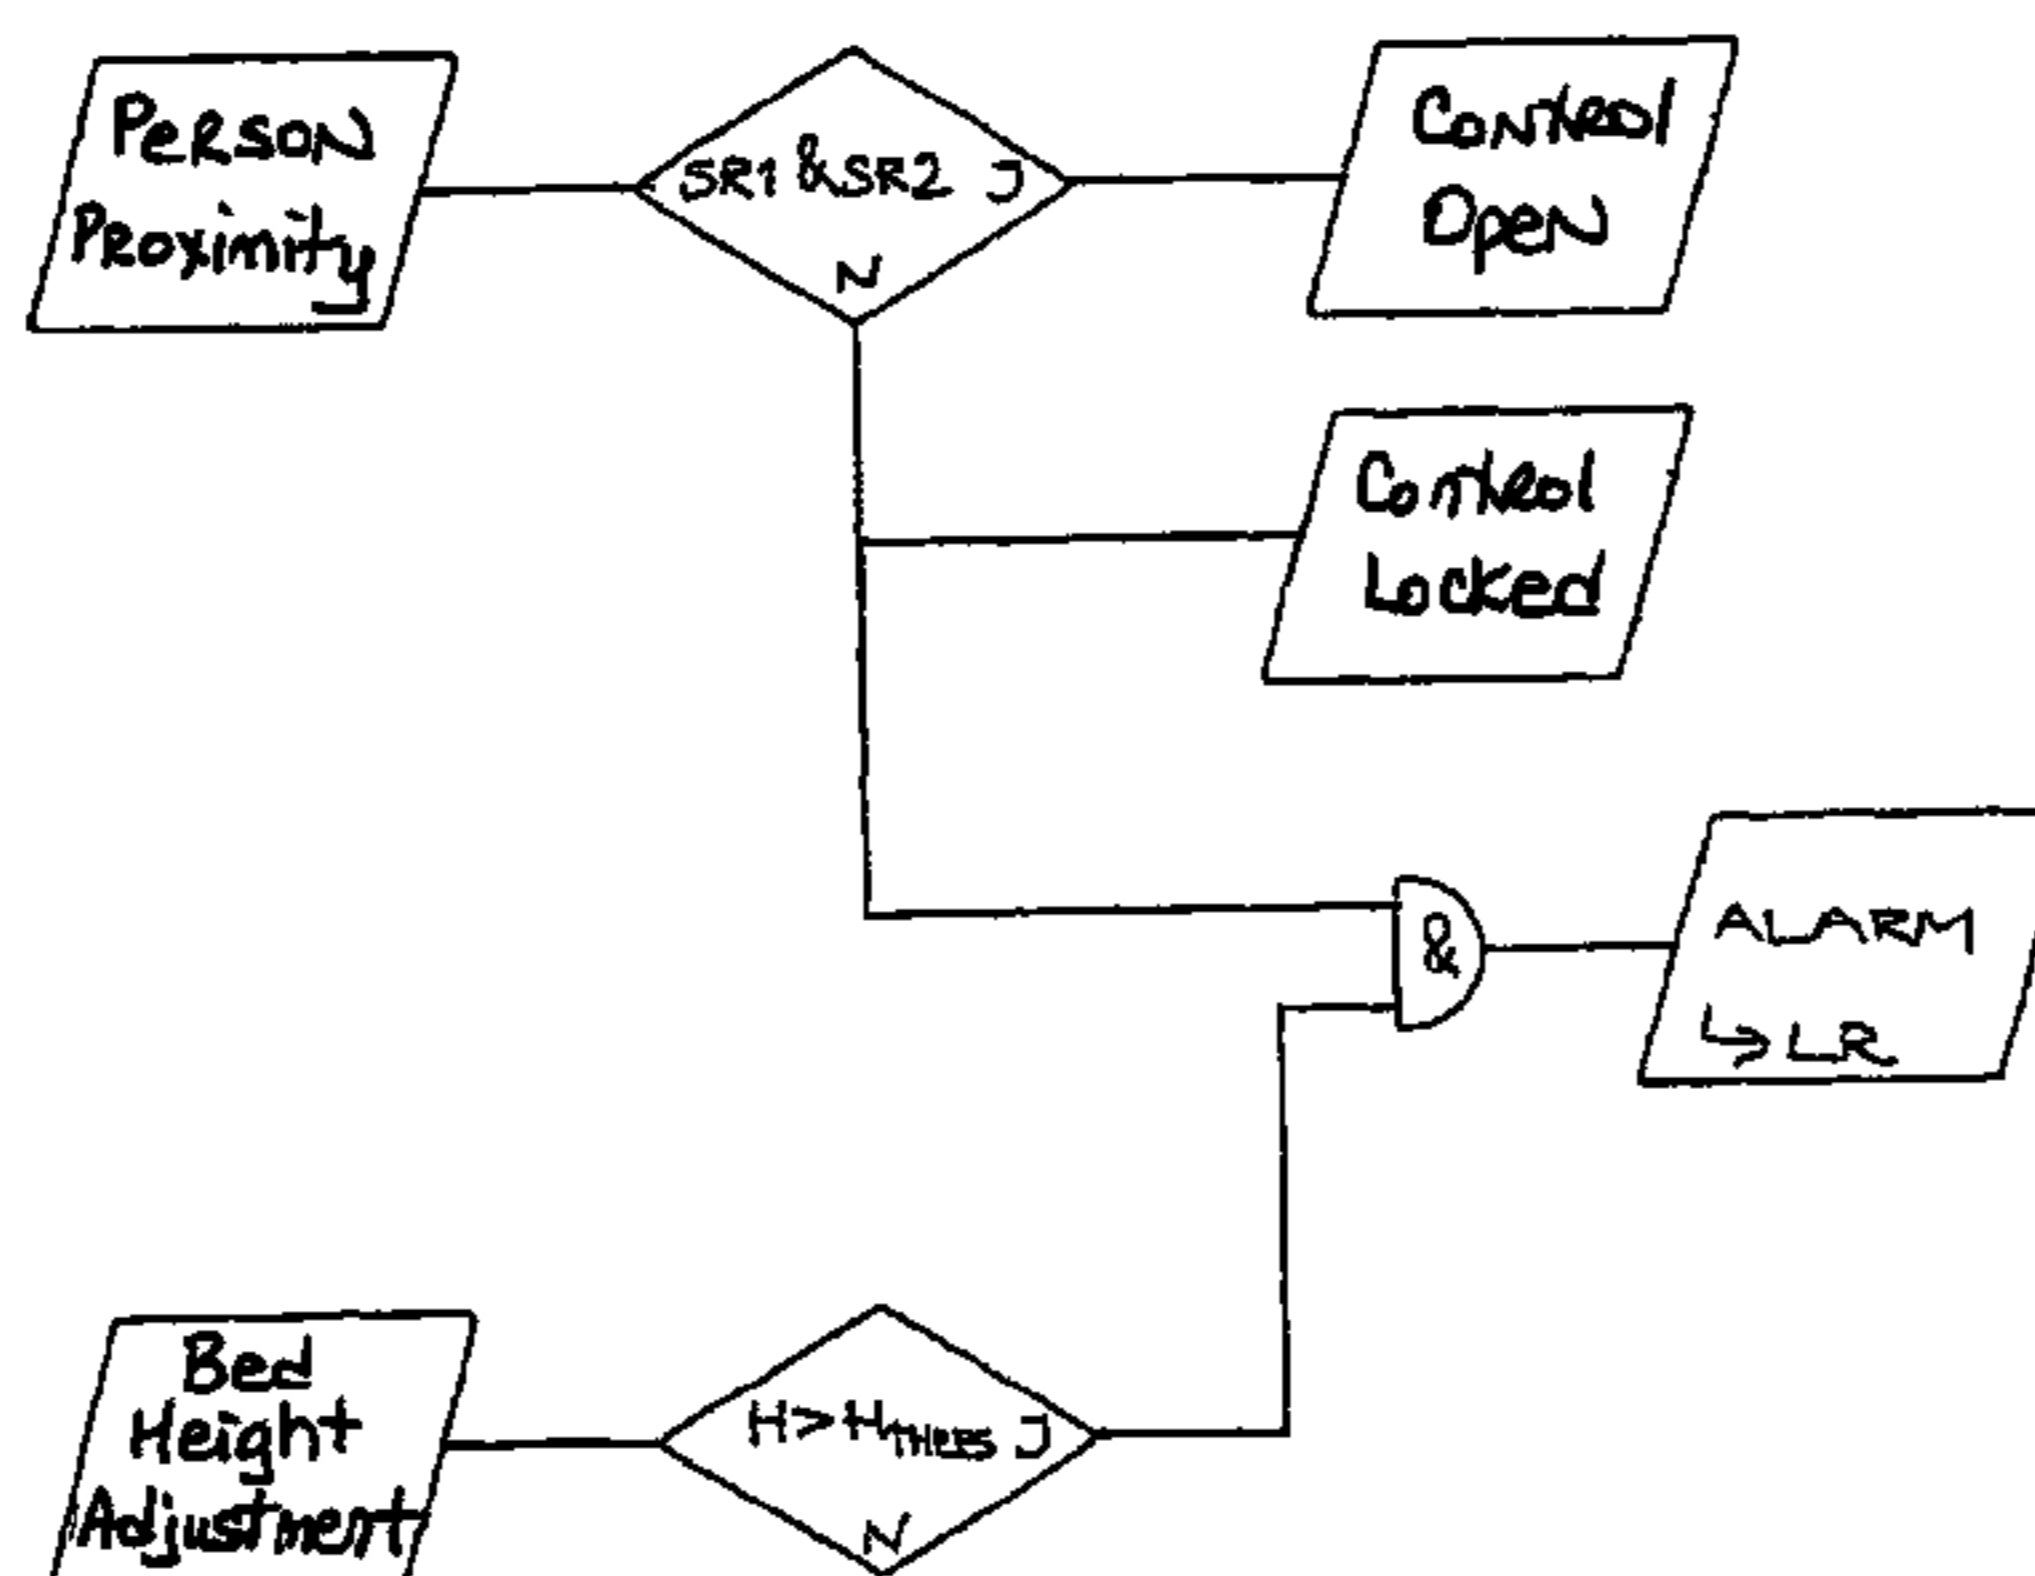 Person
Proximity
SR1 & SR2 J
N
Control
Open
Control
Locked
&
ALARM
↳ LR
Bed
Height
Adjustment
H > HTHRES J
N